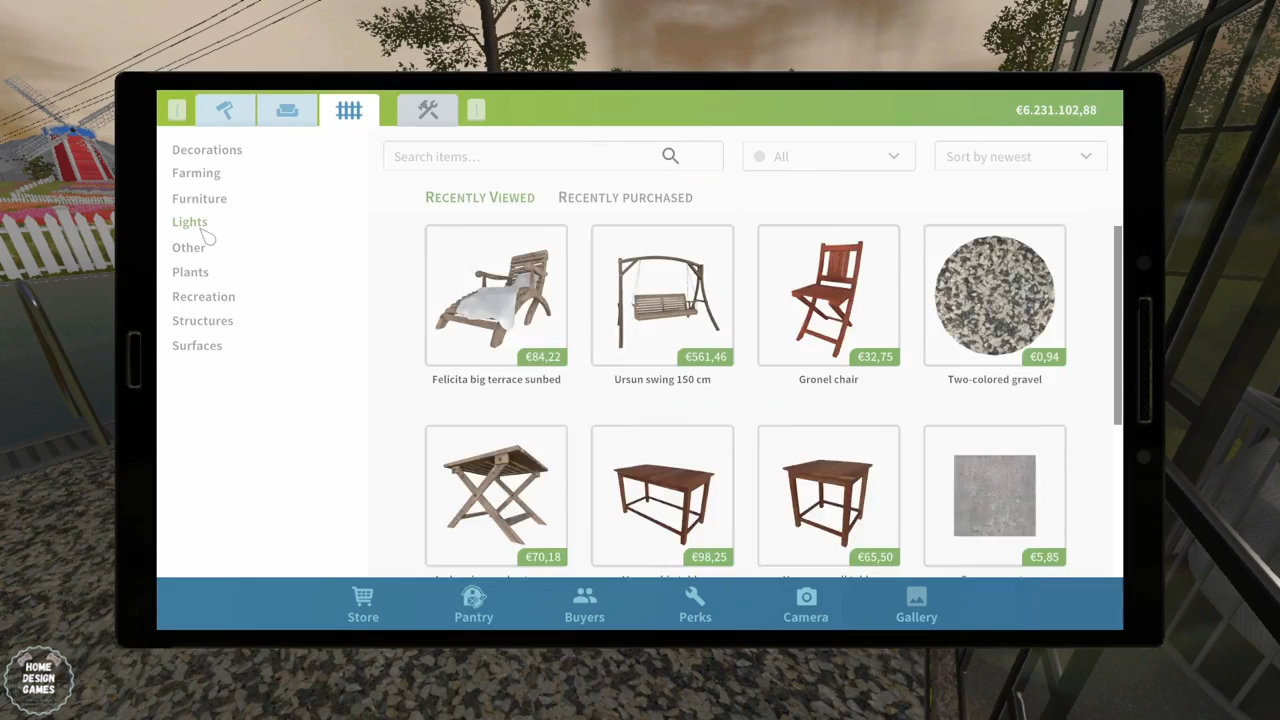 €6.231.102,88
Decorations
Farming
Furniture
Lights
Other
Plants
Recreation
Structures
Surfaces
Search items...
All
Sort by newest
RECENTLY VIEWED
RECENTLY PURCHASED
€84,22
€561,46
€32,75
€0,94
Felicita big terrace sunbed
Ursun swing 150 cm
Gronel chair
Two-colored gravel
€70,18
€98,25
€65,50
€5,85
Store
Pantry
Buyers
Perks
Camera
Gallery
HOME
DESIGN
GAMES